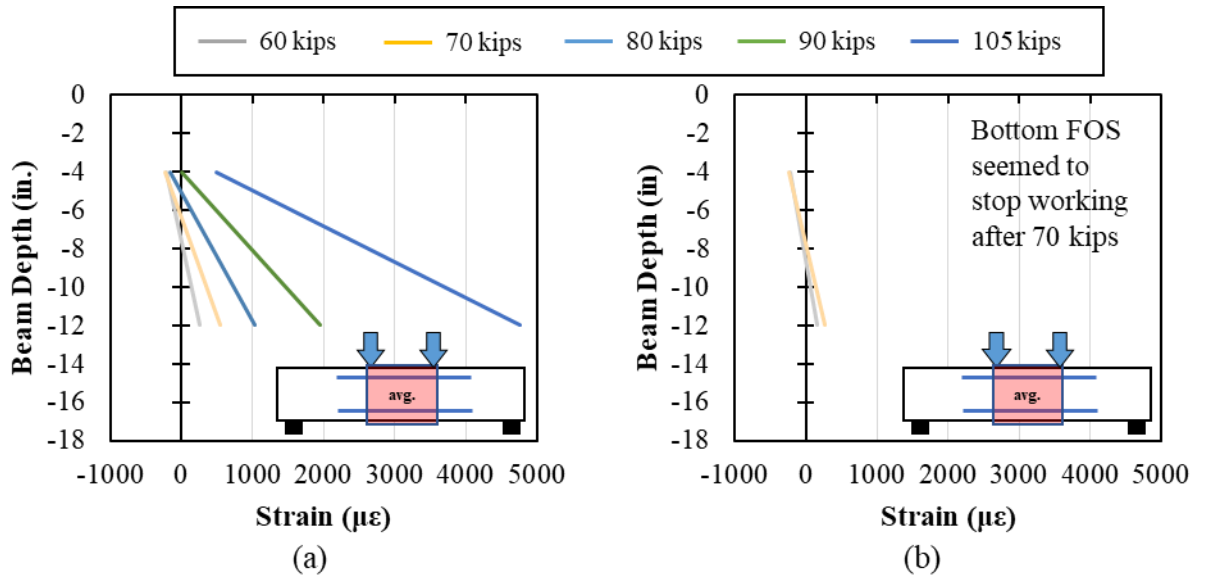 60 kips 70 kips 80 kips 90 kips 105 kips
0
-2
-4
-6
-8
-10
-12
-14
-16
-18
Beam Depth (in.)
avg.
-1000 0 1000 2000 3000 4000 5000
Strain (με)
(a)
0
-2
-4
-6
-8
-10
-12
-14
-16
-18
Beam Depth (in)
Bottom FOS
seemed to
stop working
after 70 kips
avg.
-1000 0 1000 2000 3000 4000 5000
Strain (με)
(b)